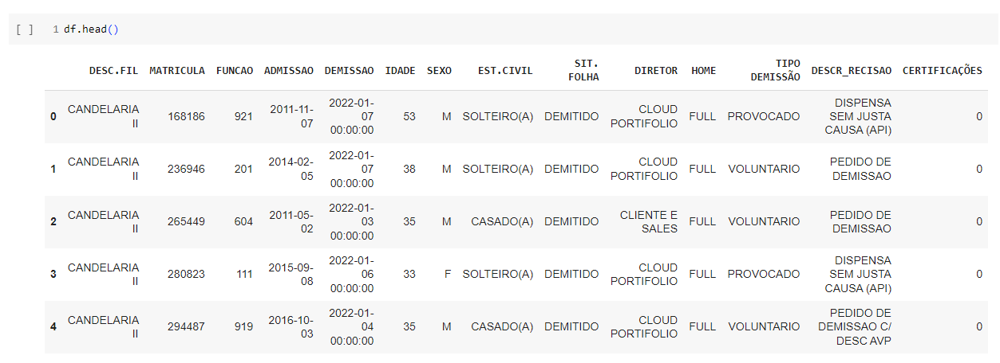 [ ] 1 df.head()
DESC.FIL MATRICULA FUNCAO ADMISSAO DEMISSAO IDADE SEXO EST.CIVIL SIT. FOLHA DIRETOR HOME TIPO DEMISSÃO DESCR_RECISAO CERTIFICAÇÕES
0 CANDELARIA II 168186 921 2011-11-07 2022-01-07 00:00:00 53 M SOLTEIRO(A) DEMITIDO CLOUD PORTIFOLIO FULL PROVOCADO DISPENSA SEM JUSTA CAUSA (API) 0
1 CANDELARIA II 236946 201 2014-02-05 2022-01-07 00:00:00 38 M SOLTEIRO(A) DEMITIDO CLOUD PORTIFOLIO FULL VOLUNTARIO PEDIDO DE DEMISSAO 0
2 CANDELARIA II 265449 604 2011-05-02 2022-01-03 00:00:00 35 M CASADO(A) DEMITIDO CLIENTE E SALES FULL VOLUNTARIO PEDIDO DE DEMISSAO 0
3 CANDELARIA II 280823 111 2015-09-08 2022-01-06 00:00:00 33 F SOLTEIRO(A) DEMITIDO CLOUD PORTIFOLIO FULL PROVOCADO DISPENSA SEM JUSTA CAUSA (API) 0
4 CANDELARIA II 294487 919 2016-10-03 2022-01-04 00:00:00 35 M CASADO(A) DEMITIDO CLOUD PORTIFOLIO FULL VOLUNTARIO PEDIDO DE DEMISSAO C/ DESC AVP 0